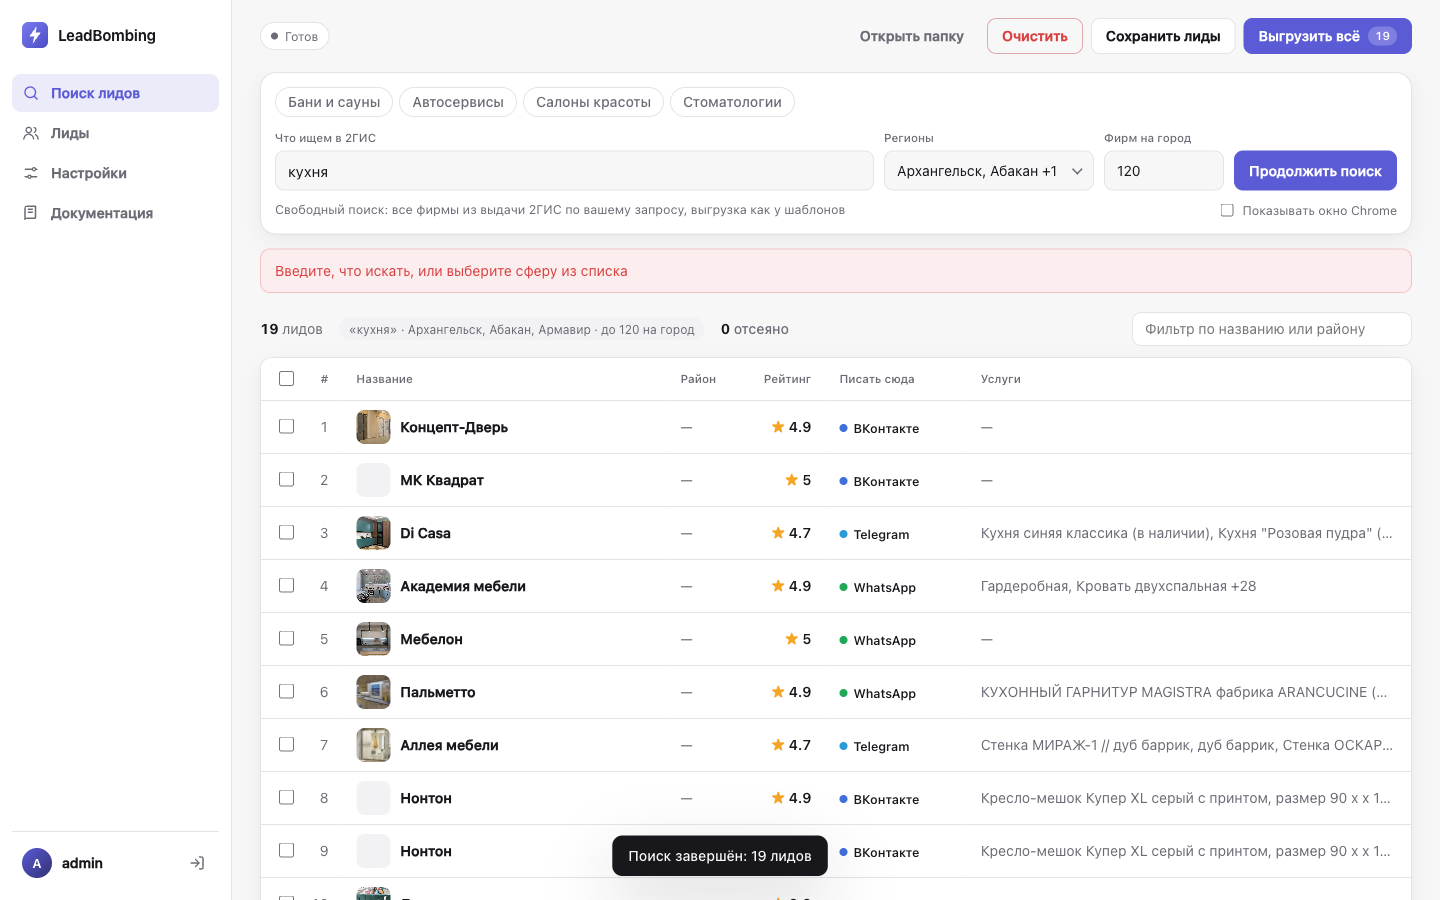 LeadBombing
Поиск лидов
Лиды
Настройки
Документация
A admin
Готов
Открыть папку Очистить Сохранить лиды Выгрузить всё 19
Бани и сауны Автосервисы Салоны красоты Стоматологии
Что ищем в 2ГИС Регионы Фирм на город
кухня Архангельск, Абакан +1 120 Продолжить поиск
Свободный поиск: все фирмы из выдачи 2ГИС по вашему запросу, выгрузка как у шаблонов Показывать окно Chrome
Введите, что искать, или выберите сферу из списка
19 лидов «кухня» · Архангельск, Абакан, Армавир · до 120 на город 0 отсеяно Фильтр по названию или району
# Название Район Рейтинг Писать сюда Услуги
1 Концепт-Дверь — 4.9 ВКонтакте —
2 МК Квадрат — 5 ВКонтакте —
3 Di Casa — 4.7 Telegram Кухня синяя классика (в наличии), Кухня "Розовая пудра" (...
4 Академия мебели — 4.9 WhatsApp Гардеробная, Кровать двухспальная +28
5 Мебелон — 5 WhatsApp —
6 Пальметто — 4.9 WhatsApp КУХОННЫЙ ГАРНИТУР MAGISTRA фабрика ARANCUCINE (...
7 Аллея мебели — 4.7 Telegram Стенка МИРАЖ-1 // дуб баррик, дуб баррик, Стенка ОСКАР...
8 Нонтон — 4.9 ВКонтакте Кресло-мешок Купер XL серый с принтом, размер 90 х х 1...
9 Нонтон ВКонтакте Кресло-мешок Купер XL серый с принтом, размер 90 х х 1...
Поиск завершён: 19 лидов